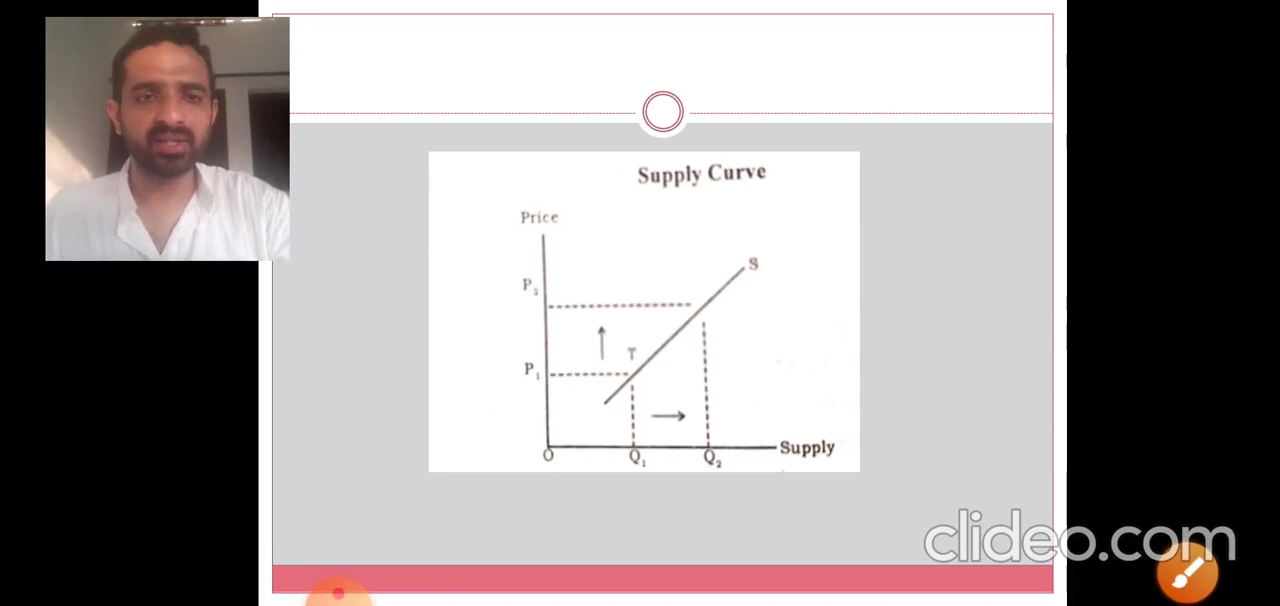 Supply Curve
Price
S
P₂
T
P₁
Supply
O
Q₁
Q₂
clideo.com